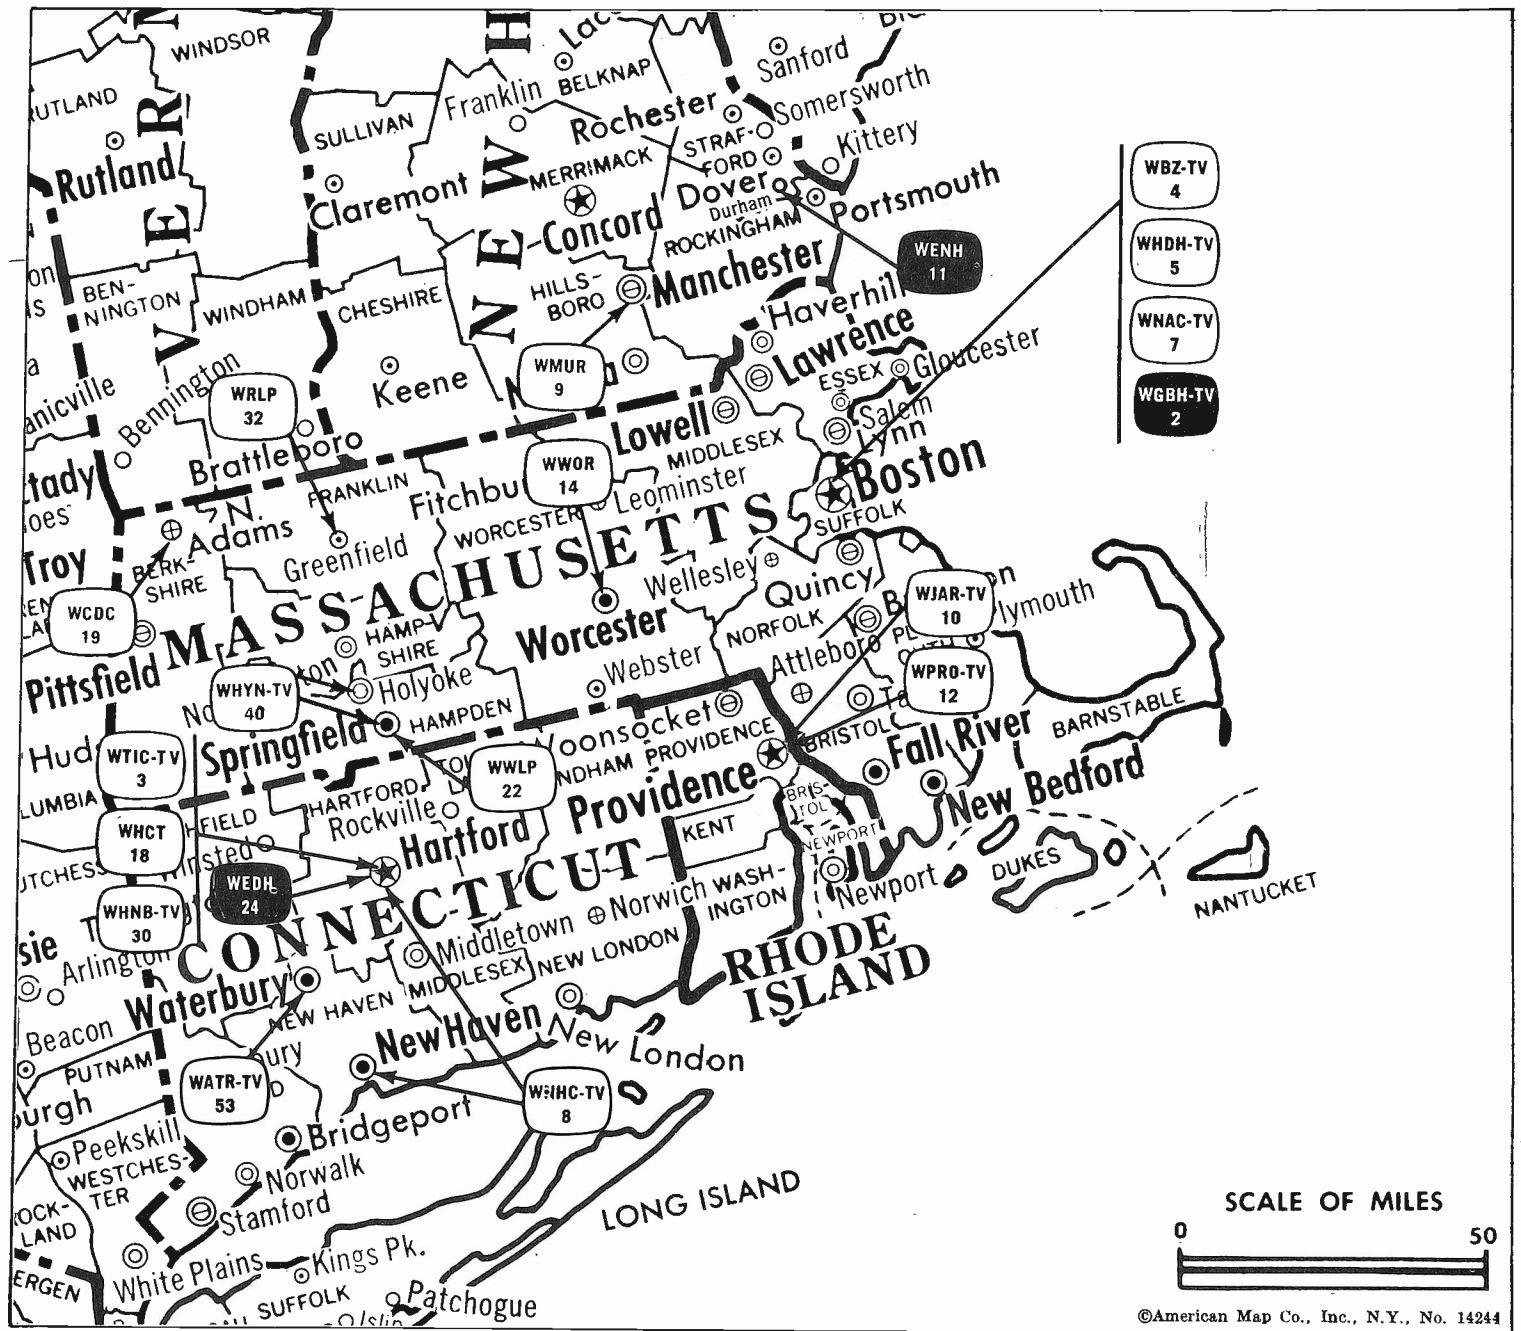 WINDSOR
RUTLAND
Rutland
SULLIVAN
Claremont
Franklin
BELKNAP
Rochester
MERRIMACK
Concord
Sanford
Somersworth
STRAF-
FORD
Kittery
Dover
Durham
Portsmouth
ROCKINGHAM
WENH
11
WBZ-TV
4
WHDH-TV
5
WNAC-TV
7
WGBH-TV
2
BEN-
NINGTON
WINDHAM
CHESHIRE
HILLS-
BORO
Manchester
Haverhill
Lawrence
ESSEX
Gloucester
Salem
Lynn
Keene
WMUR
9
Bennington
WRLP
32
Brattleboro
Lowell
MIDDLESEX
Boston
SUFFOLK
FRANKLIN
WWOR
14
Leominster
WORCESTER
N.
Adams
Greenfield
BERK-
SHIRE
Troy
WCDC
19
MASSACHUSETTS
Wellesley
Quincy
NORFOLK
WJAR-TV
10
Pittsfield
HAMP-
SHIRE
Worcester
Webster
Attleboro
WPRO-TV
12
WHYN-TV
40
Holyoke
HAMPDEN
Springfield
PROVIDENCE
BRISTOL
Fall River
BARNSTABLE
WTIC-TV
3
WWLP
22
Providence
New Bedford
HARTFORD
Rockville
Hartford
KENT
BRIS-
TOL
NEWPORT
WHCT
18
WEDH
24
WHNB-TV
30
CONNECTICUT
Norwich
WASH-
INGTON
Newport
DUKES
NANTUCKET
Middletown
MIDDLESEX
NEW LONDON
RHODE
ISLAND
Arlington
Waterbury
NEW HAVEN
New Haven
New London
Beacon
PUTNAM
WATR-TV
53
WNHC-TV
8
Bridgeport
Peekskill
WESTCHES-
TER
Norwalk
Stamford
LONG ISLAND
White Plains
Kings Pk.
SUFFOLK
Patchogue
SCALE OF MILES
0 50
©American Map Co., Inc., N.Y., No. 14244